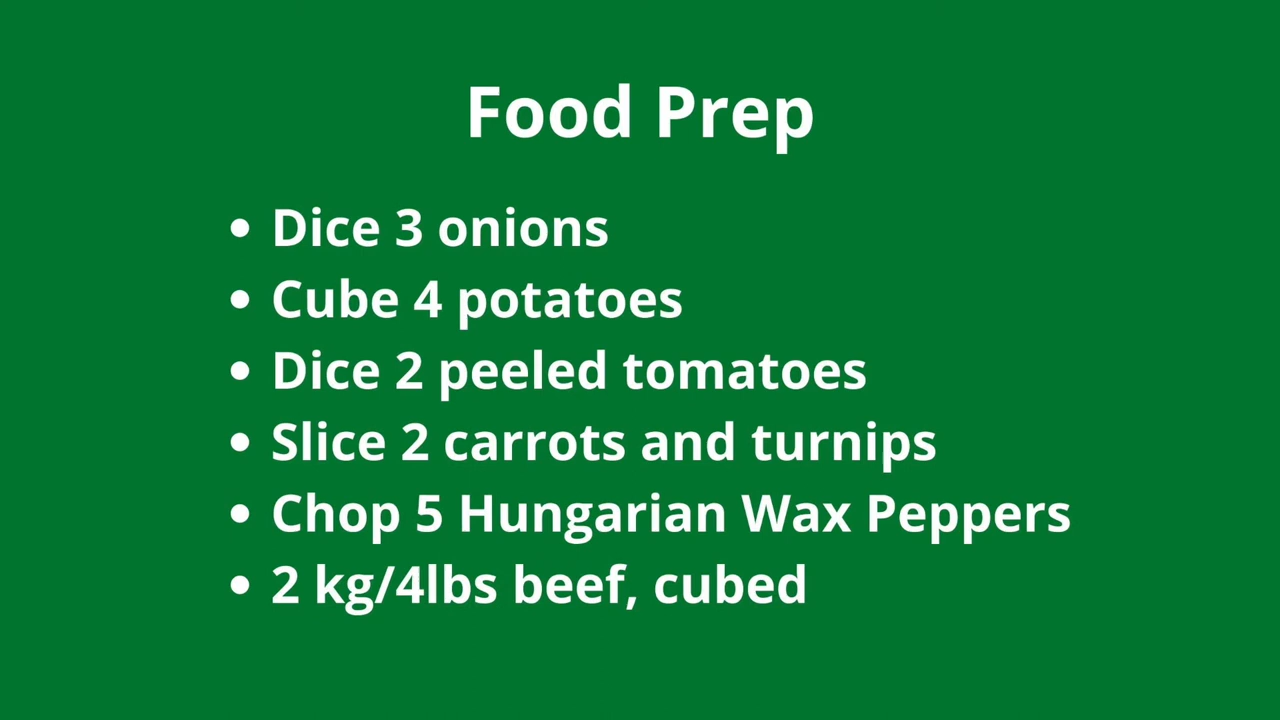 Food Prep
• Dice 3 onions
• Cube 4 potatoes
• Dice 2 peeled tomatoes
• Slice 2 carrots and turnips
• Chop 5 Hungarian Wax Peppers
• 2 kg/4lbs beef, cubed